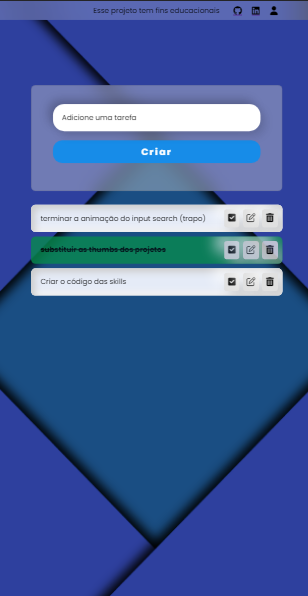 Esse projeto tem fins educacionais
Adicione uma tarefa
Criar
terminar a animação do input search (trapo)
substituir as thumbs dos projetos
Criar o código das skills